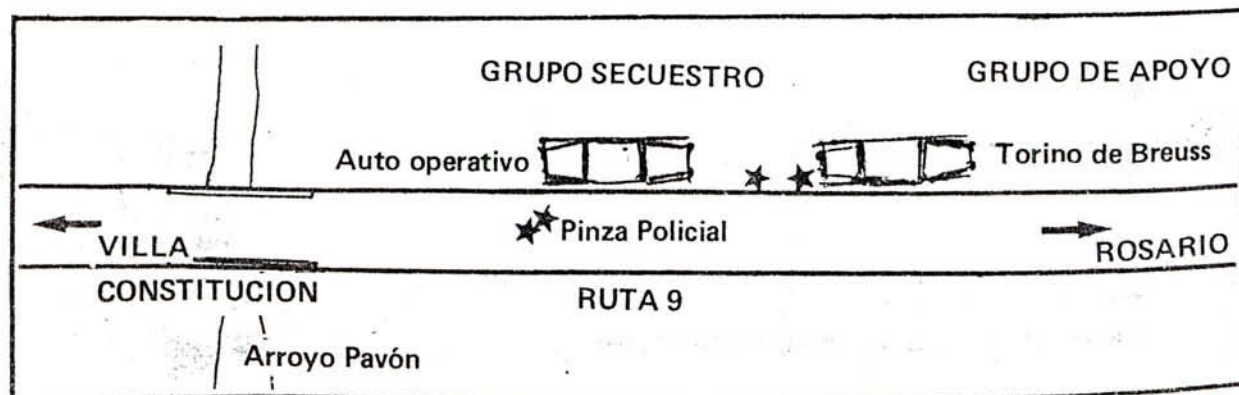 GRUPO SECUESTRO
GRUPO DE APOYO
Auto operativo
Torino de Breuss
Pinza Policial
VILLA
CONSTITUCION
ROSARIO
RUTA 9
Arroyo Pavón